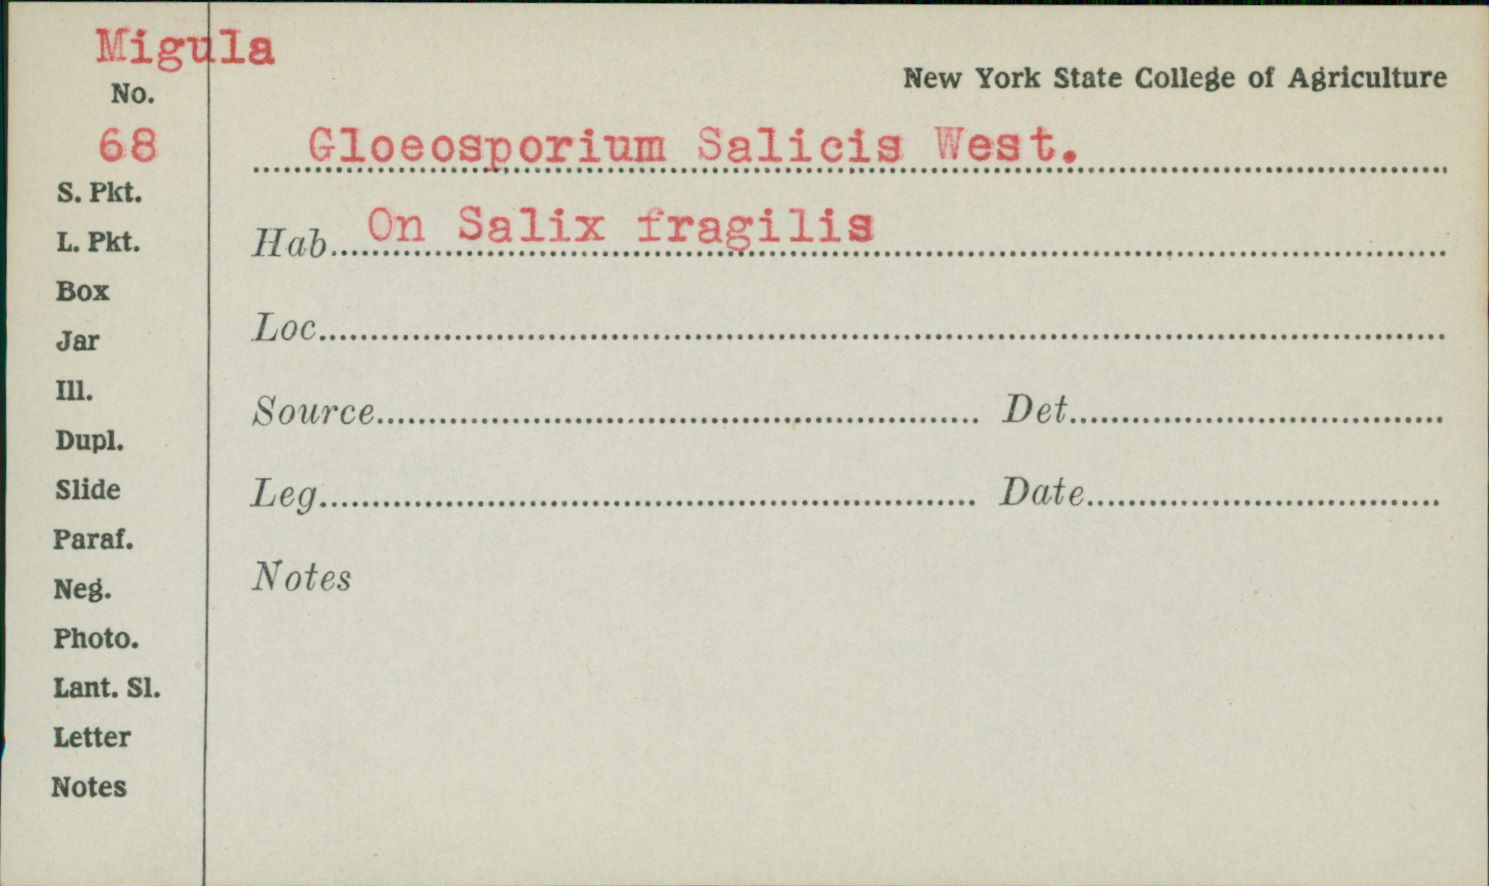 Migula
New York State College of Agriculture
No.
68
Gloeosporium Salicis West.
S. Pkt.
Hab. On Salix fragilis
L. Pkt.
Box
Loc.
Jar
Ill.
Source Det.
Dupl.
Slide
Leg. Date
Paraf.
Notes
Neg.
Photo.
Lant. Sl.
Letter
Notes